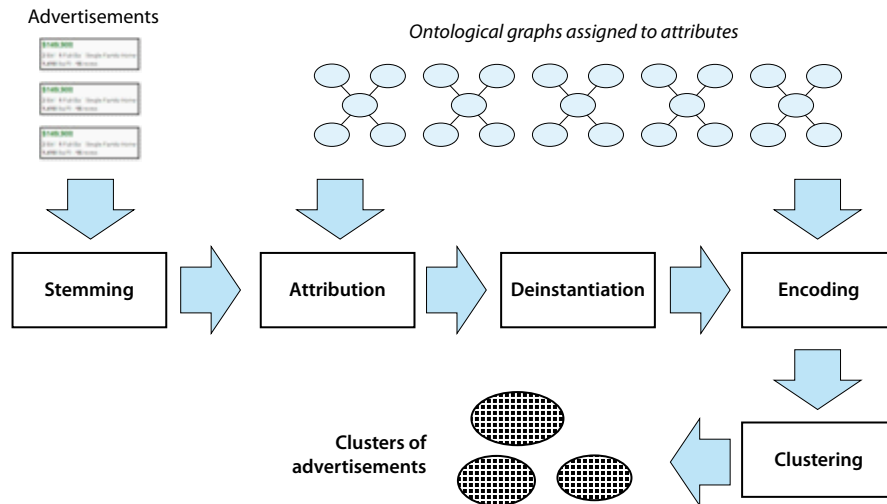 Advertisements
Ontological graphs assigned to attributes
$149,900
$149,900
$149,900
Stemming
Attribution
Deinstantiation
Encoding
Clusters of
advertisements
Clustering